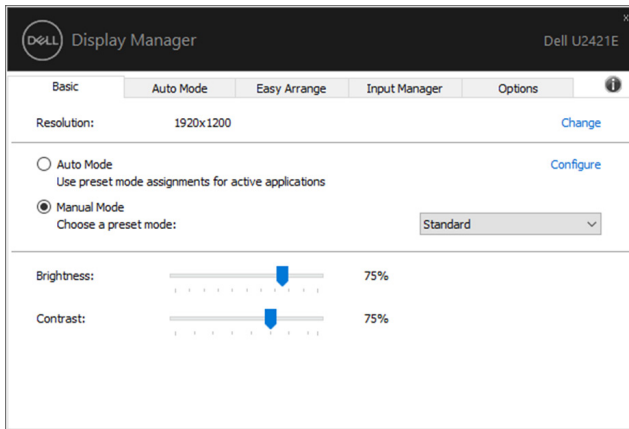 DELL Display Manager Dell U2421E
Basic Auto Mode Easy Arrange Input Manager Options
Resolution: 1920x1200 Change
Auto Mode Configure
Use preset mode assignments for active applications
Manual Mode
Choose a preset mode: Standard
Brightness: 75%
Contrast: 75%